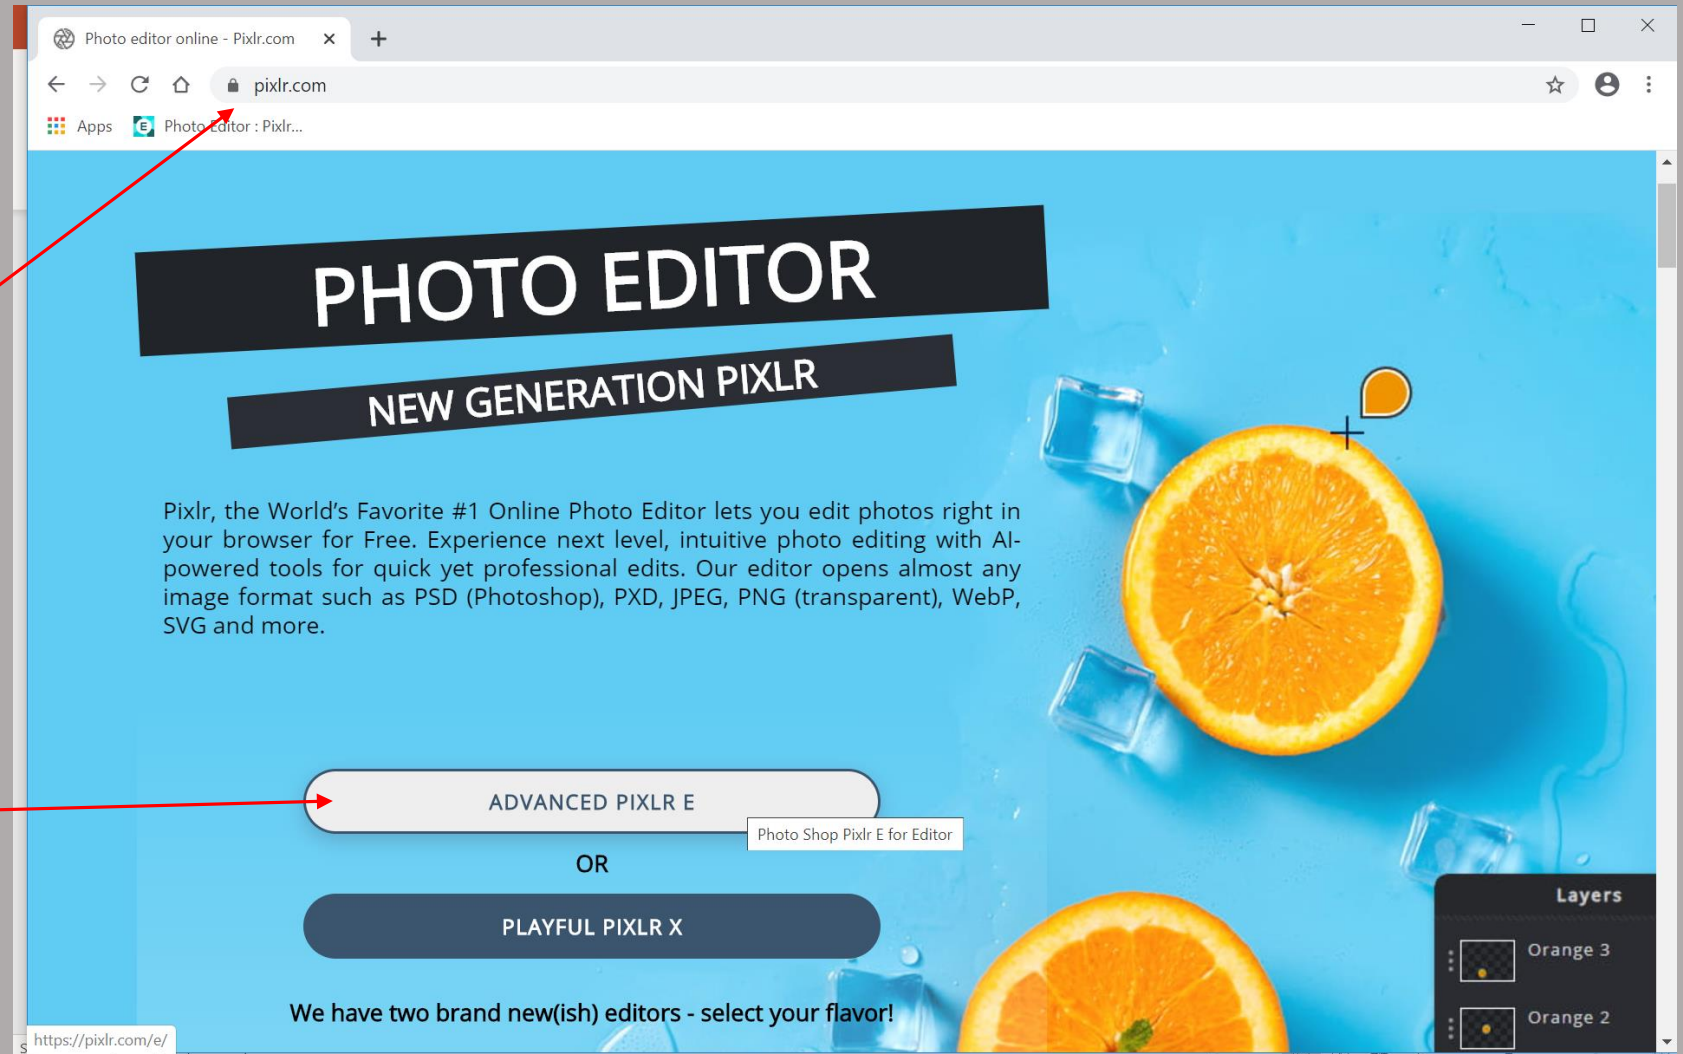 Photo editor online - Pixlr.com
pixlr.com
Apps
Photo Editor : Pixlr...
PHOTO EDITOR
NEW GENERATION PIXLR
Pixlr, the World's Favorite #1 Online Photo Editor lets you edit photos right in
your browser for Free. Experience next level, intuitive photo editing with AI-
powered tools for quick yet professional edits. Our editor opens almost any
image format such as PSD (Photoshop), PXD, JPEG, PNG (transparent), WebP,
SVG and more.
ADVANCED PIXLR E
Photo Shop Pixlr E for Editor
OR
PLAYFUL PIXLR X
We have two brand new(ish) editors - select your flavor!
Layers
Orange 3
Orange 2
https://pixlr.com/e/